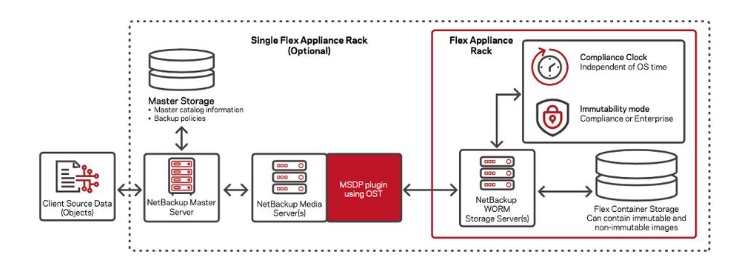 Single Flex Appliance Rack
(Optional)
Flex Appliance
Rack
Compliance Clock
Independent of OS time
Immutability mode
Compliance or Enterprise
Master Storage
• Master catalog information
• Backup policies
Client Source Data
(Objects)
NetBackup Master
Server
NetBackup Media
Server(s)
MSDP plugin
using OST
NetBackup
WORM
Storage Server(s)
Flex Container Storage
Can contain immutable and
non-immutable images